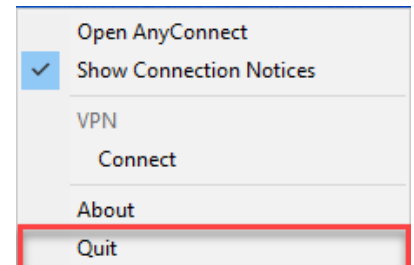 Open AnyConnect
Show Connection Notices
VPN
Connect
About
Quit